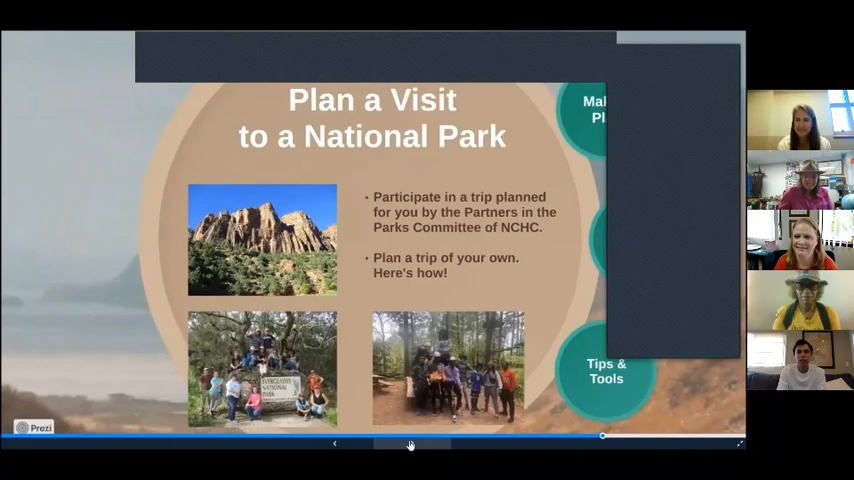 Plan a Visit
to a National Park
· Participate in a trip planned
for you by the Partners in the
Parks Committee of NCHC.
· Plan a trip of your own.
Here's how!
Tips &
Tools
EVERGLADES
NATIONAL
PARK
Prezi